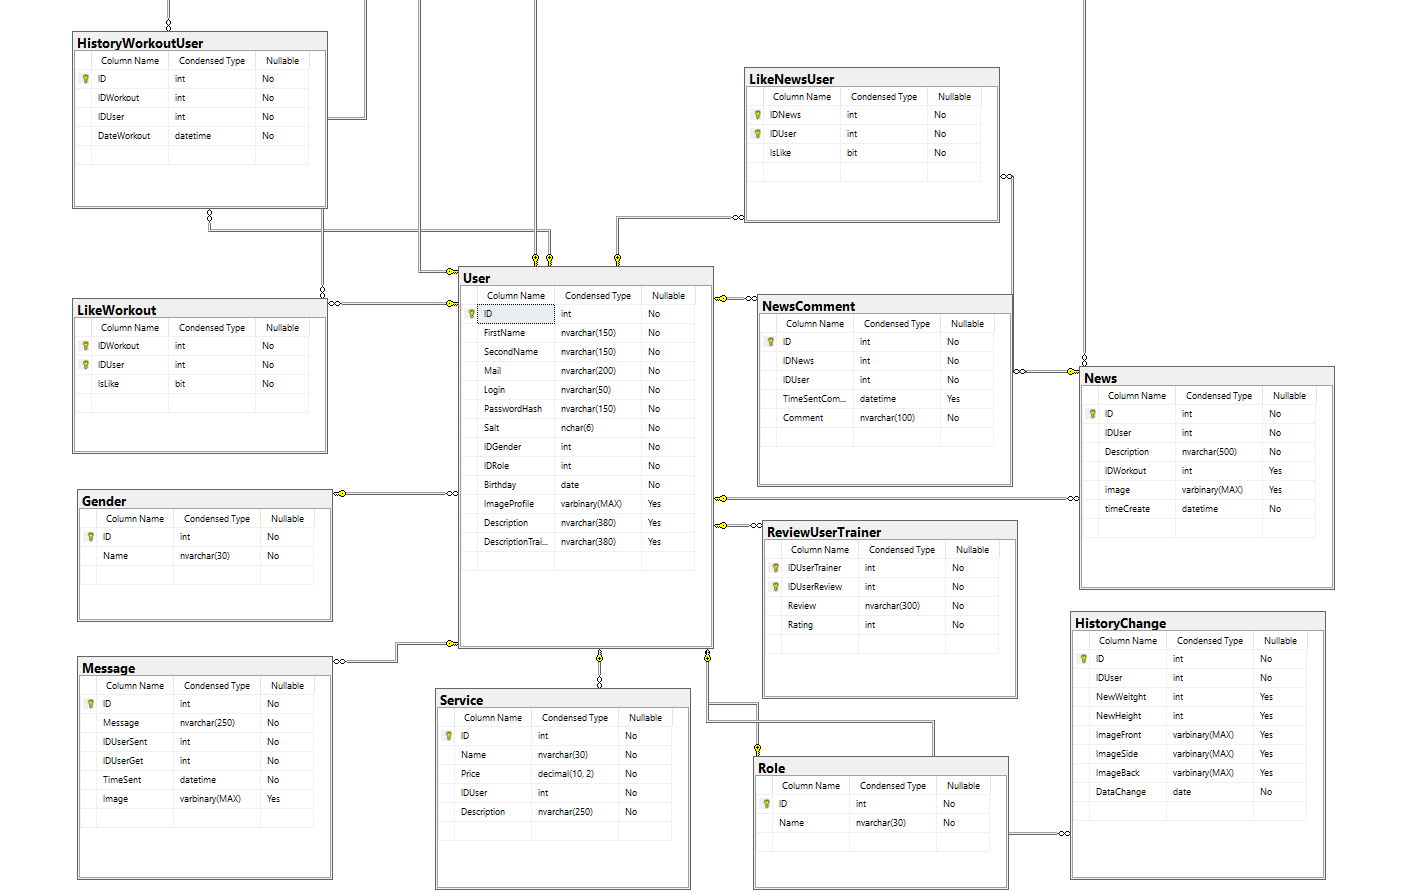 HistoryWorkoutUser
Column Name Condensed Type Nullable
ID int No
IDWorkout int No
IDUser int No
DateWorkout datetime No
LikeNewsUser
Column Name Condensed Type Nullable
IDNews int No
IDUser int No
IsLike bit No
LikeWorkout
Column Name Condensed Type Nullable
IDWorkout int No
IDUser int No
IsLike bit No
User
Column Name Condensed Type Nullable
ID int No
FirstName nvarchar(150) No
SecondName nvarchar(150) No
Mail nvarchar(200) No
Login nvarchar(50) No
PasswordHash nvarchar(150) No
Salt nchar(6) No
IDGender int No
IDRole int No
Birthday date No
ImageProfile varbinary(MAX) Yes
Description nvarchar(380) Yes
DescriptionTrai... nvarchar(380) Yes
NewsComment
Column Name Condensed Type Nullable
ID int No
IDNews int No
IDUser int No
TimeSentCom... datetime Yes
Comment nvarchar(100) No
News
Column Name Condensed Type Nullable
ID int No
IDUser int No
Description nvarchar(500) No
IDWorkout int Yes
image varbinary(MAX) Yes
timeCreate datetime No
Gender
Column Name Condensed Type Nullable
ID int No
Name nvarchar(30) No
ReviewUserTrainer
Column Name Condensed Type Nullable
IDUserTrainer int No
IDUserReview int No
Review nvarchar(300) No
Rating int No
HistoryChange
Column Name Condensed Type Nullable
ID int No
IDUser int No
NewWeitght int Yes
NewHeight int Yes
ImageFront varbinary(MAX) Yes
ImageSide varbinary(MAX) Yes
ImageBack varbinary(MAX) Yes
DataChange date No
Message
Column Name Condensed Type Nullable
ID int No
Message nvarchar(250) No
IDUserSent int No
IDUserGet int No
TimeSent datetime No
Image varbinary(MAX) Yes
Service
Column Name Condensed Type Nullable
ID int No
Name nvarchar(30) No
Price decimal(10, 2) No
IDUser int No
Description nvarchar(250) No
Role
Column Name Condensed Type Nullable
ID int No
Name nvarchar(30) No